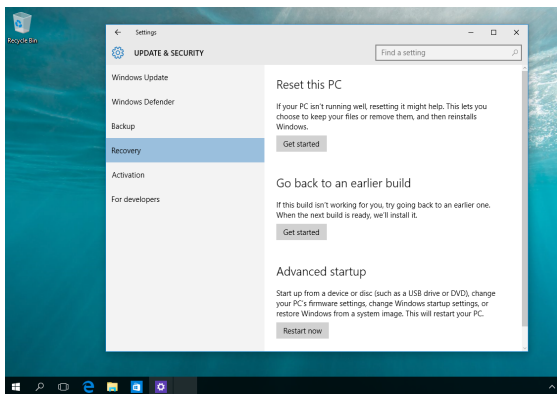 Recycle Bin
Settings
UPDATE & SECURITY
Find a setting
Windows Update
Windows Defender
Backup
Recovery
Activation
For developers
Reset this PC
If your PC isn't running well, resetting it might help. This lets you
choose to keep your files or remove them, and then reinstalls
Windows.
Get started
Go back to an earlier build
If this build isn't working for you, try going back to an earlier one.
When the next build is ready, we'll install it.
Get started
Advanced startup
Start up from a device or disc (such as a USB drive or DVD), change
your PC's firmware settings, change Windows startup settings, or
restore Windows from a system image. This will restart your PC.
Restart now